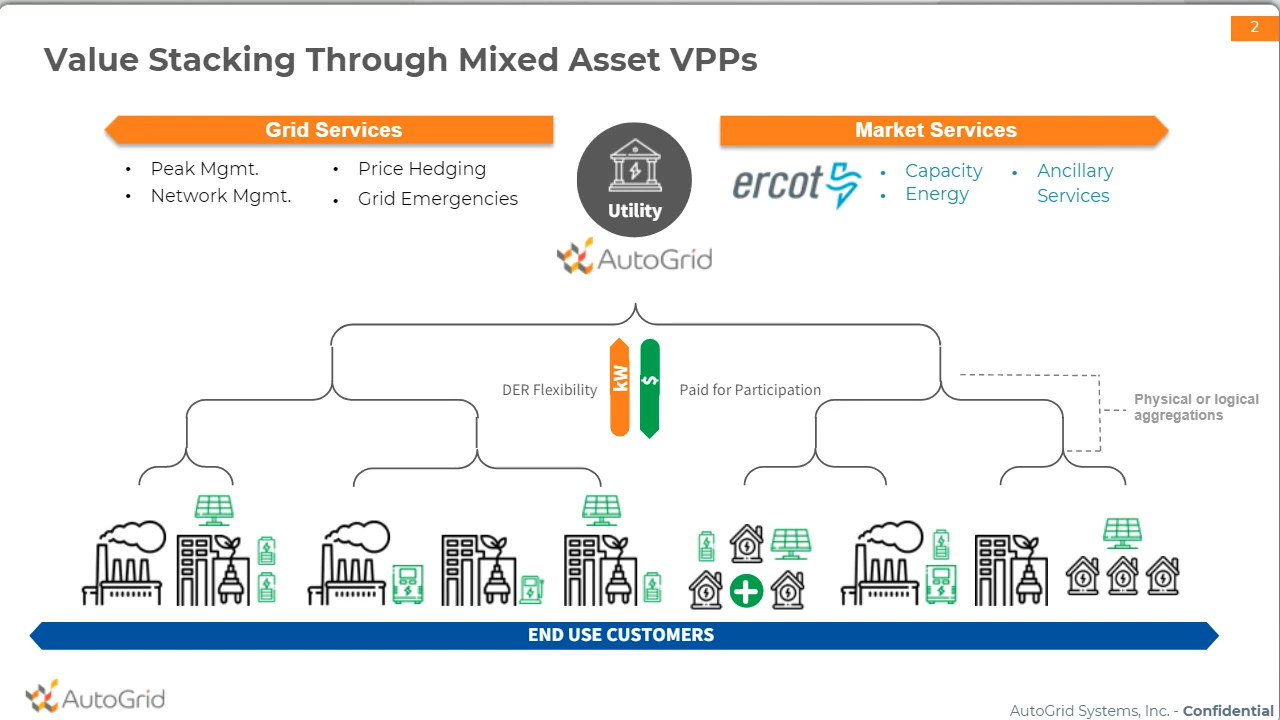 2
Value Stacking Through Mixed Asset VPPs
Grid Services
• Peak Mgmt.
• Network Mgmt.
• Price Hedging
• Grid Emergencies
Utility
AutoGrid
Market Services
ercot
• Capacity
• Energy
• Ancillary
Services
DER Flexibility
kW
$
Paid for Participation
Physical or logical
aggregations
END USE CUSTOMERS
AutoGrid
AutoGrid Systems, Inc. - Confidential